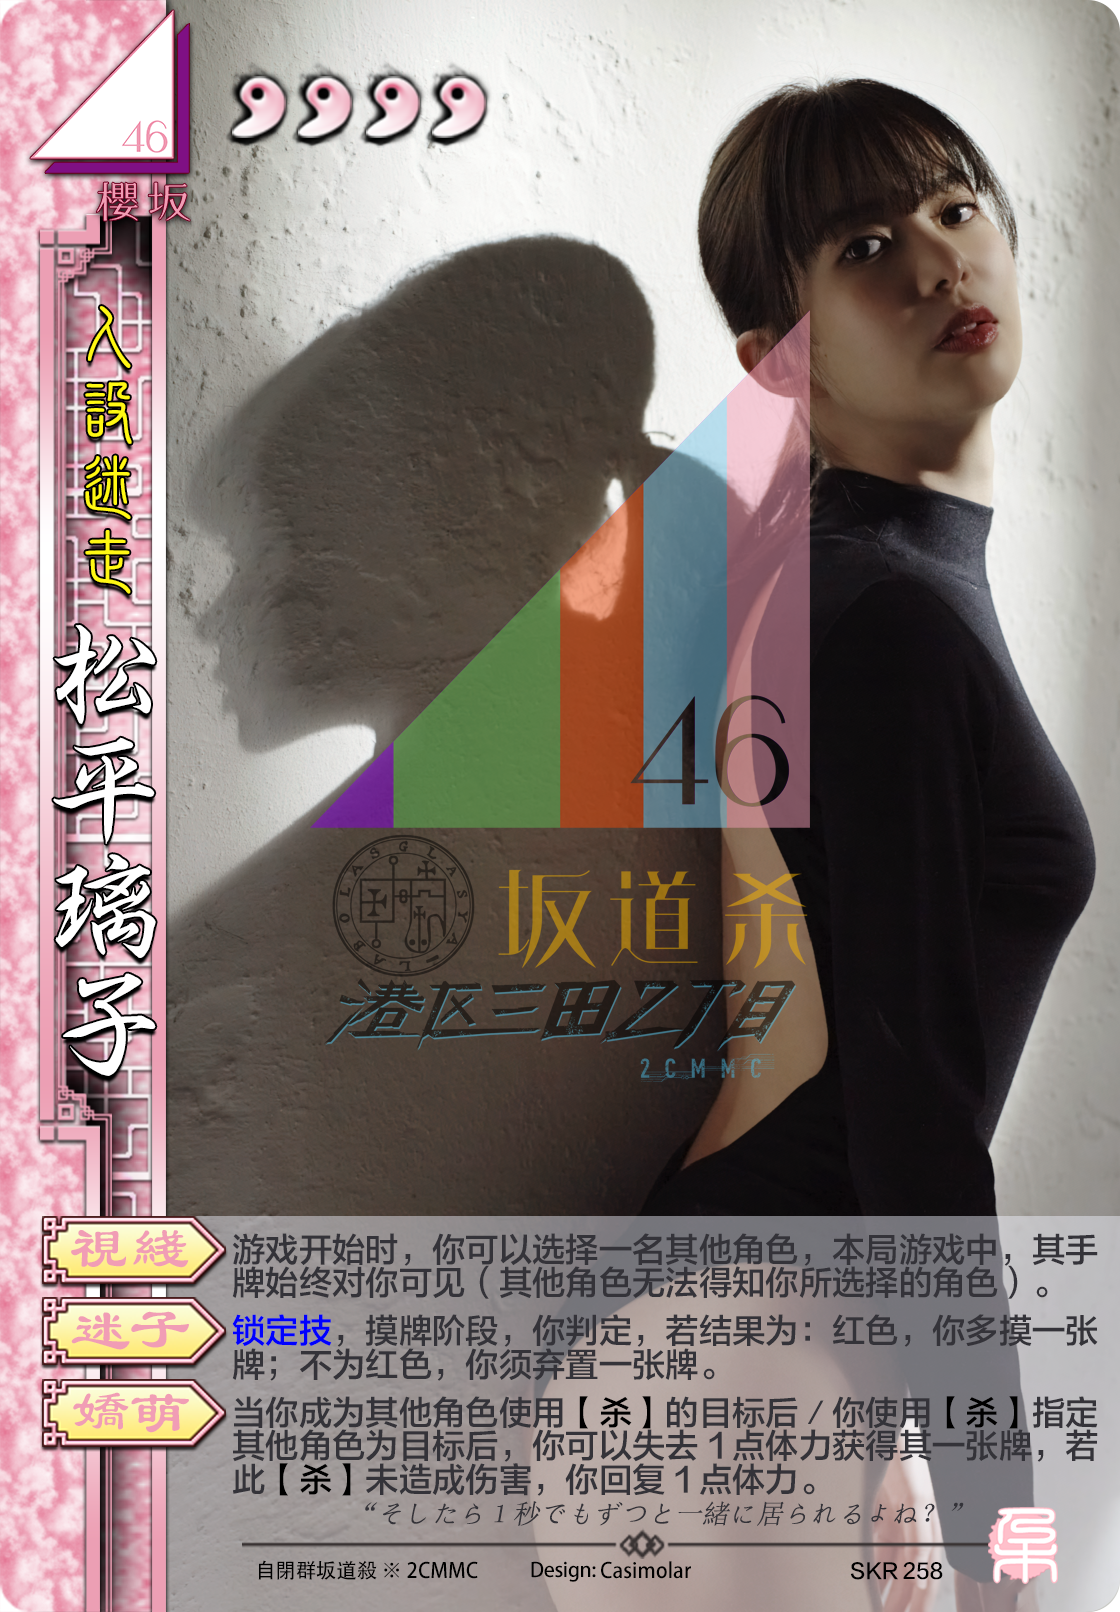 46
櫻坂
人設迷走
松平璃子
46
GLASYA-LABOLAS
坂道杀
港区三田2丁目
2CMMC
視綫
游戏开始时，你可以选择一名其他角色，本局游戏中，其手
牌始终对你可见（其他角色无法得知你所选择的角色）。
迷子
锁定技，摸牌阶段，你判定，若结果为：红色，你多摸一张
牌；不为红色，你须弃置一张牌。
嬌萌
当你成为其他角色使用【杀】的目标后 / 你使用【杀】指定
其他角色为目标后，你可以失去 1 点体力获得其一张牌，若
此【杀】未造成伤害，你回复 1 点体力。
“そしたら１秒でもずつと一緒に居られるよね？”
自閉群坂道殺 ※ 2CMMC
Design: Casimolar
SKR 258